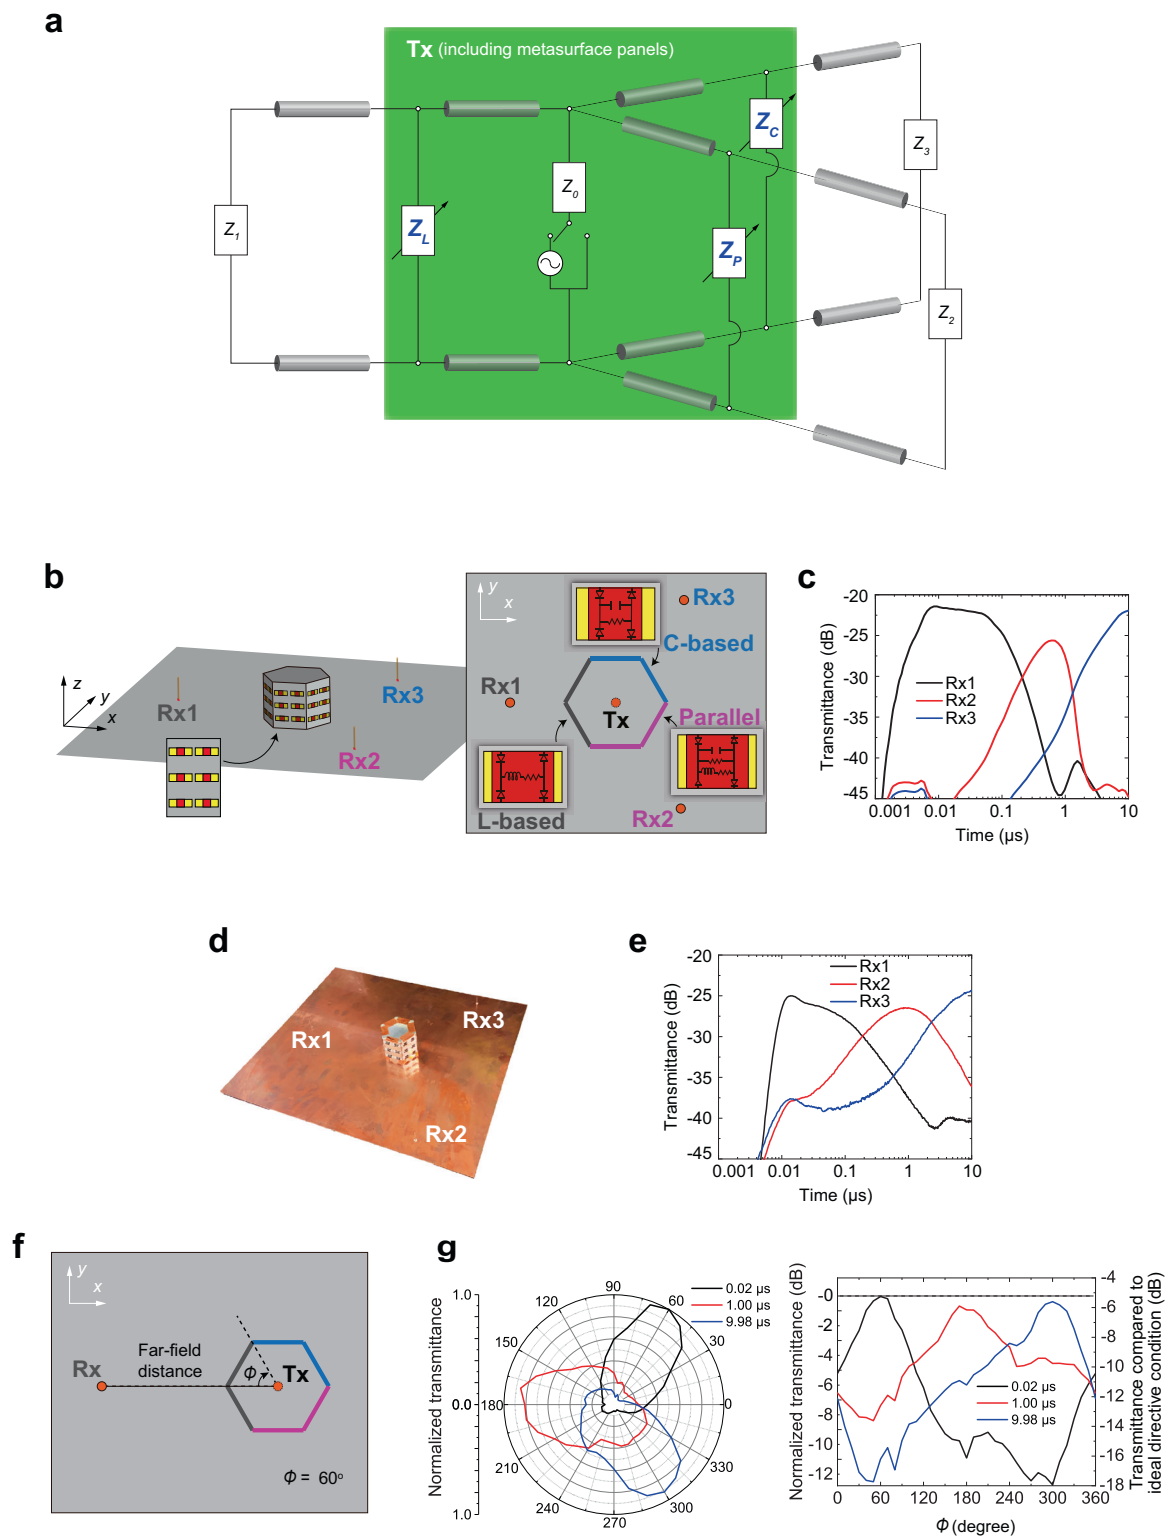 a
Tx (including metasurface panels)
Z1
ZL
Z0
ZC
ZP
Z3
Z2
b
z
y
x
Rx1
Rx3
Rx2
y
x
Rx3
C-based
Rx1
Tx
Parallel
L-based
Rx2
c
Transmittance (dB)
-20
-25
-30
-35
-40
-45
Rx1
Rx2
Rx3
0.001 0.01 0.1 1 10
Time (μs)
d
Rx1
Rx3
Rx2
e
Transmittance (dB)
-20
-25
-30
-35
-40
-45
Rx1
Rx2
Rx3
0.001 0.01 0.1 1 10
Time (μs)
f
y
x
Far-field
distance
Rx
Φ
Tx
Φ = 60°
g
Normalized transmittance
1.0
0.0
1.0
90
120
60
150
30
180
0
210
330
240
300
270
0.02 μs
1.00 μs
9.98 μs
Normalized transmittance (dB)
-0
-2
-4
-6
-8
-10
-12
0.02 μs
1.00 μs
9.98 μs
0 60 120 180 240 300 360
Φ (degree)
-4
-6
-8
-10
-12
-14
-16
-18
Transmittance compared to
ideal directive condition (dB)